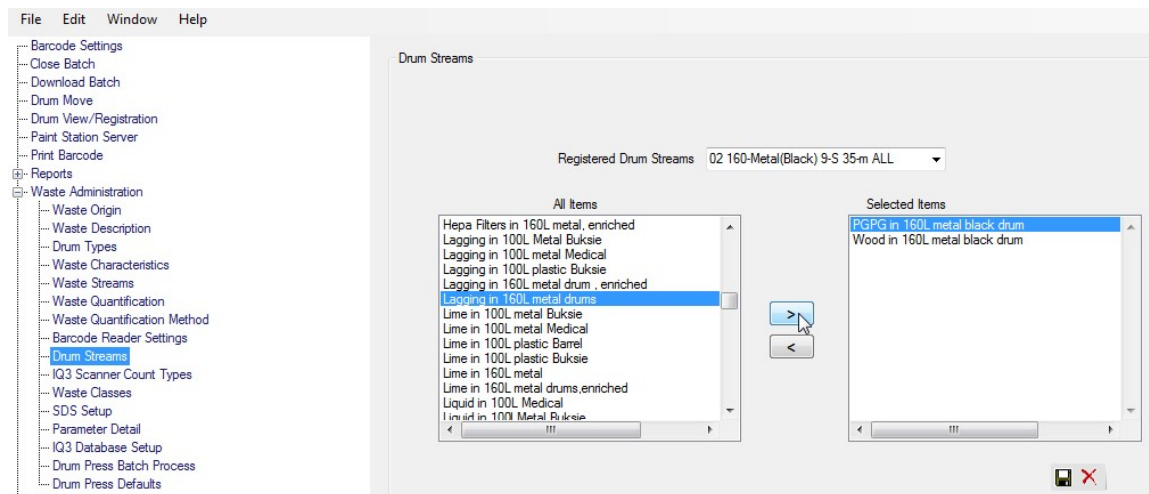 File Edit Window Help
Barcode Settings
Close Batch
Download Batch
Drum Move
Drum View/Registration
Paint Station Server
Print Barcode
Reports
Waste Administration
Waste Origin
Waste Description
Drum Types
Waste Characteristics
Waste Streams
Waste Quantification
Waste Quantification Method
Barcode Reader Settings
Drum Streams
IQ3 Scanner Count Types
Waste Classes
SDS Setup
Parameter Detail
IQ3 Database Setup
Drum Press Batch Process
Drum Press Defaults
Drum Streams
Registered Drum Streams 02 160-Metal(Black) 9-S 35-m ALL
All Items
Hepa Filters in 160L metal, enriched
Lagging in 100L Metal Buksie
Lagging in 100L metal Medical
Lagging in 100L plastic Buksie
Lagging in 160L metal drum , enriched
Lagging in 160L metal drums
Lime in 100L metal Buksie
Lime in 100L metal Medical
Lime in 100L plastic Barrel
Lime in 100L plastic Buksie
Lime in 160L metal
Lime in 160L metal drums,enriched
Liquid in 100L Medical
Liquid in 100L Metal Buksie
>
<
Selected Items
PGPG in 160L metal black drum
Wood in 160L metal black drum